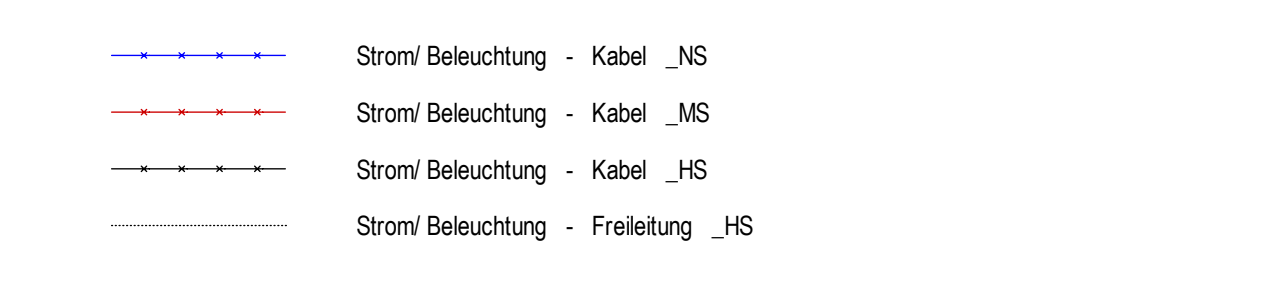 Strom/ Beleuchtung - Kabel _NS
Strom/ Beleuchtung - Kabel _MS
Strom/ Beleuchtung - Kabel _HS
Strom/ Beleuchtung - Freileitung _HS